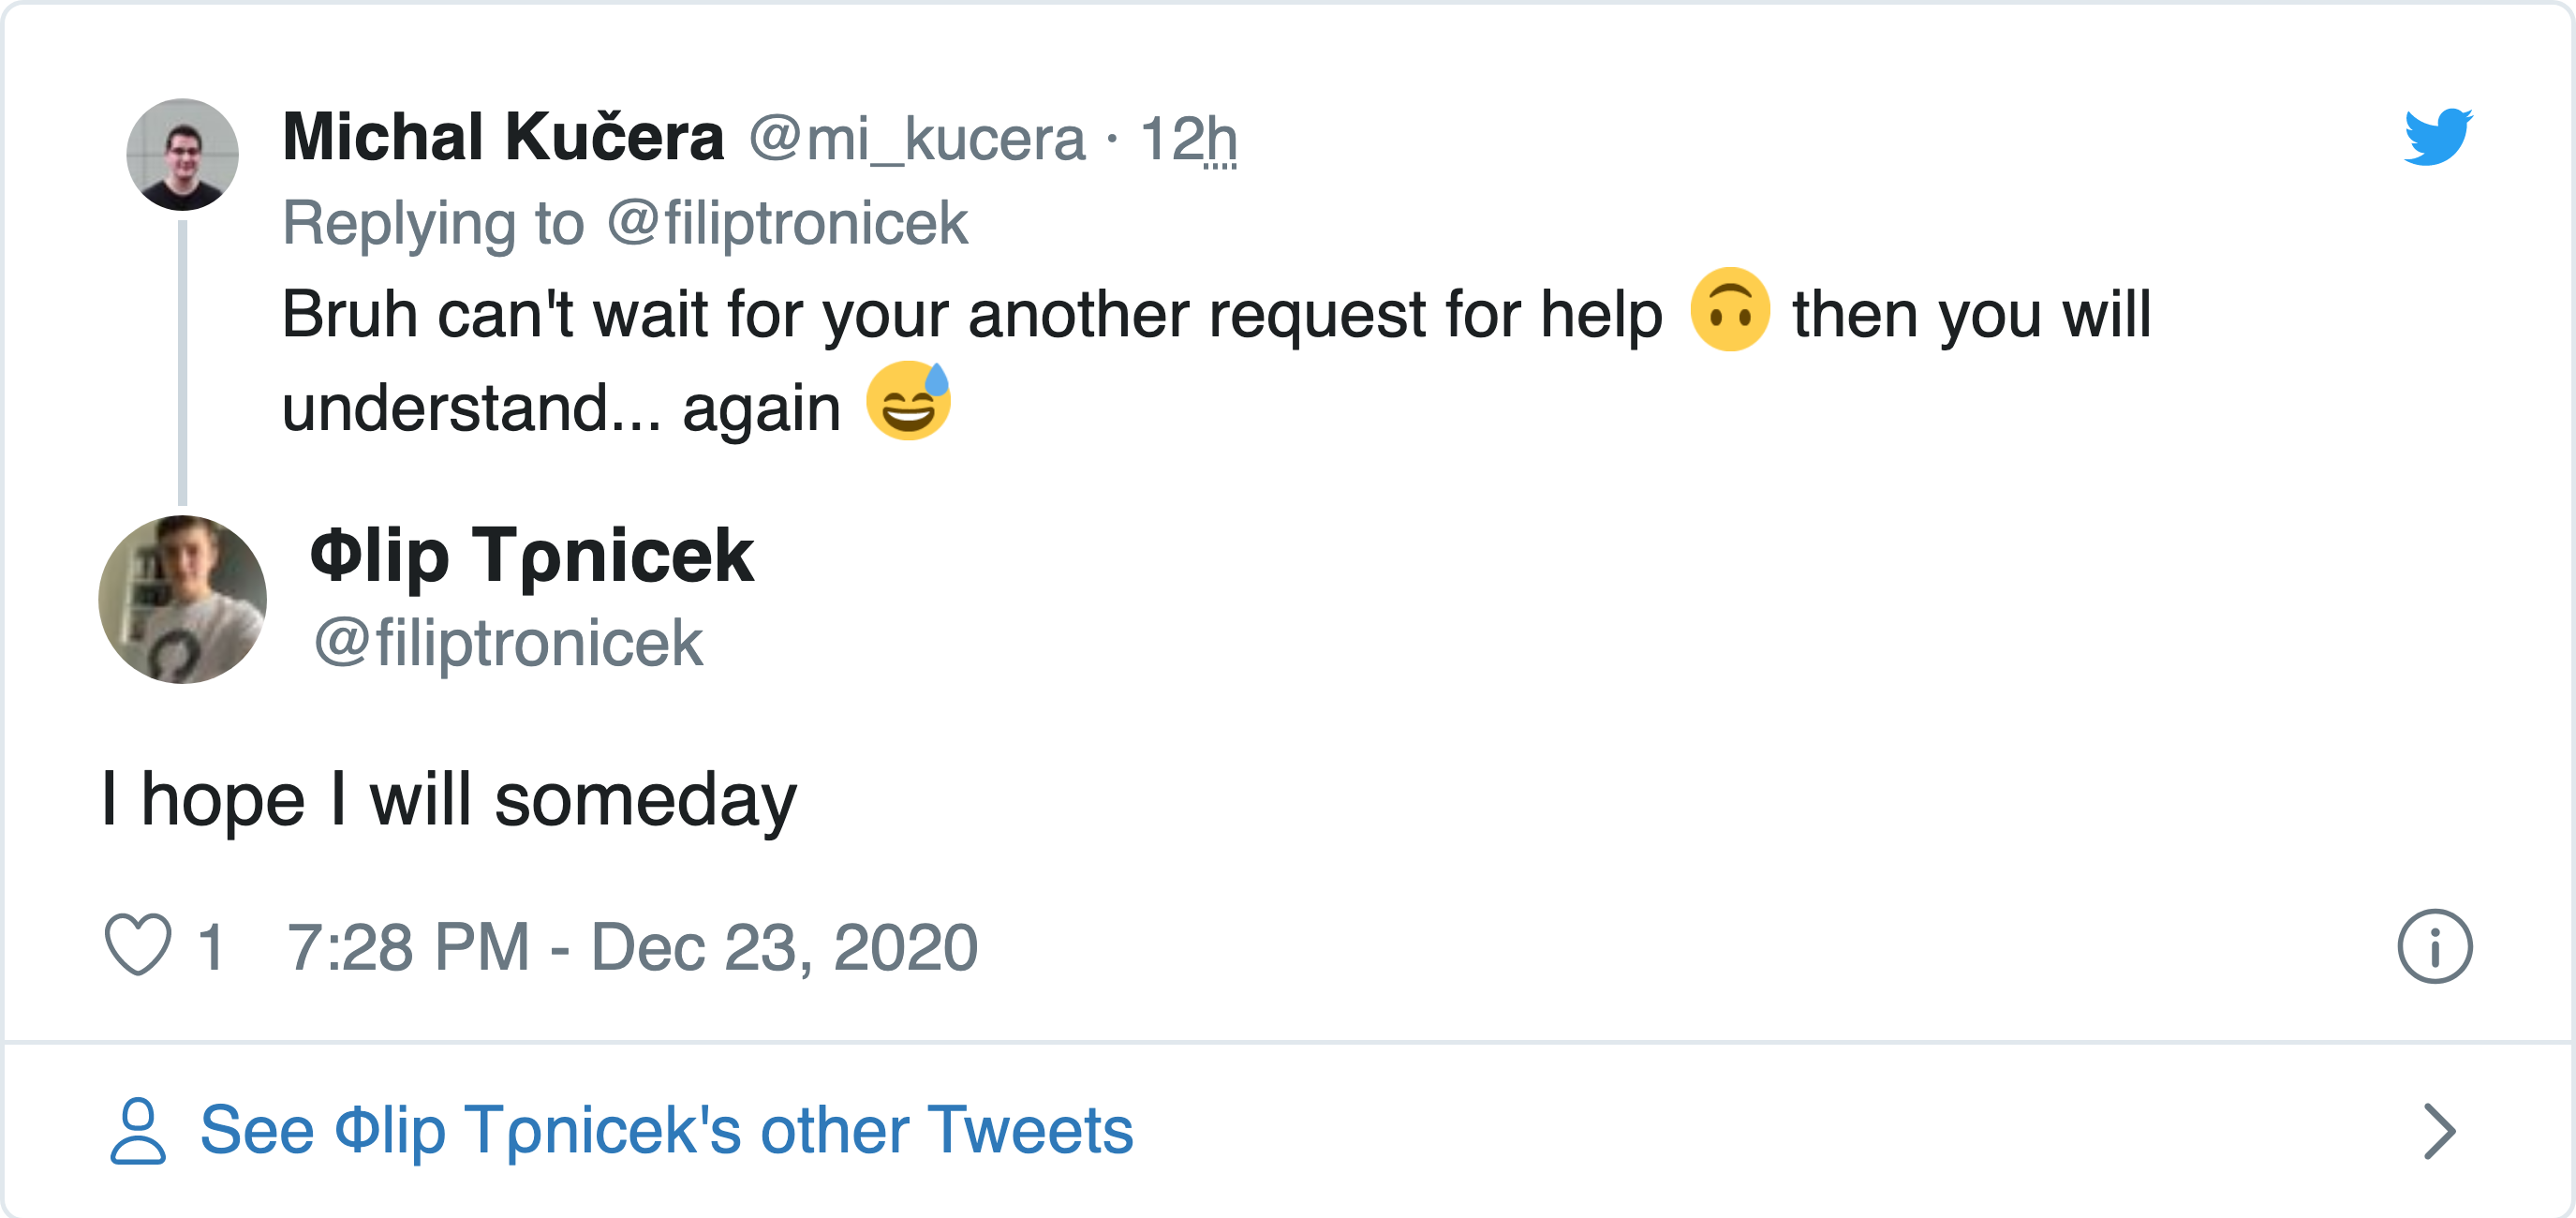 Michal Kučera @mi_kucera · 12h
Replying to @filiptronicek
Bruh can't wait for your another request for help 🙃 then you will
understand... again 😅
Φlip Tρnicek
@filiptronicek
I hope I will someday
1 7:28 PM - Dec 23, 2020
See Φlip Tρnicek's other Tweets